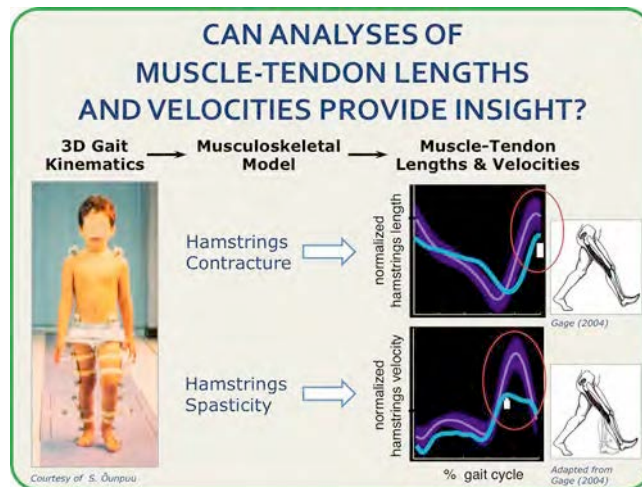 CAN ANALYSES OF
MUSCLE-TENDON LENGTHS
AND VELOCITIES PROVIDE INSIGHT?
3D Gait
Kinematics
Musculoskeletal
Model
Muscle-Tendon
Lengths & Velocities
Hamstrings
Contracture
normalized
hamstrings length
Gage (2004)
Hamstrings
Spasticity
normalized
hamstrings velocity
% gait cycle
Courtesy of S. Õunpuu
Adapted from
Gage (2004)